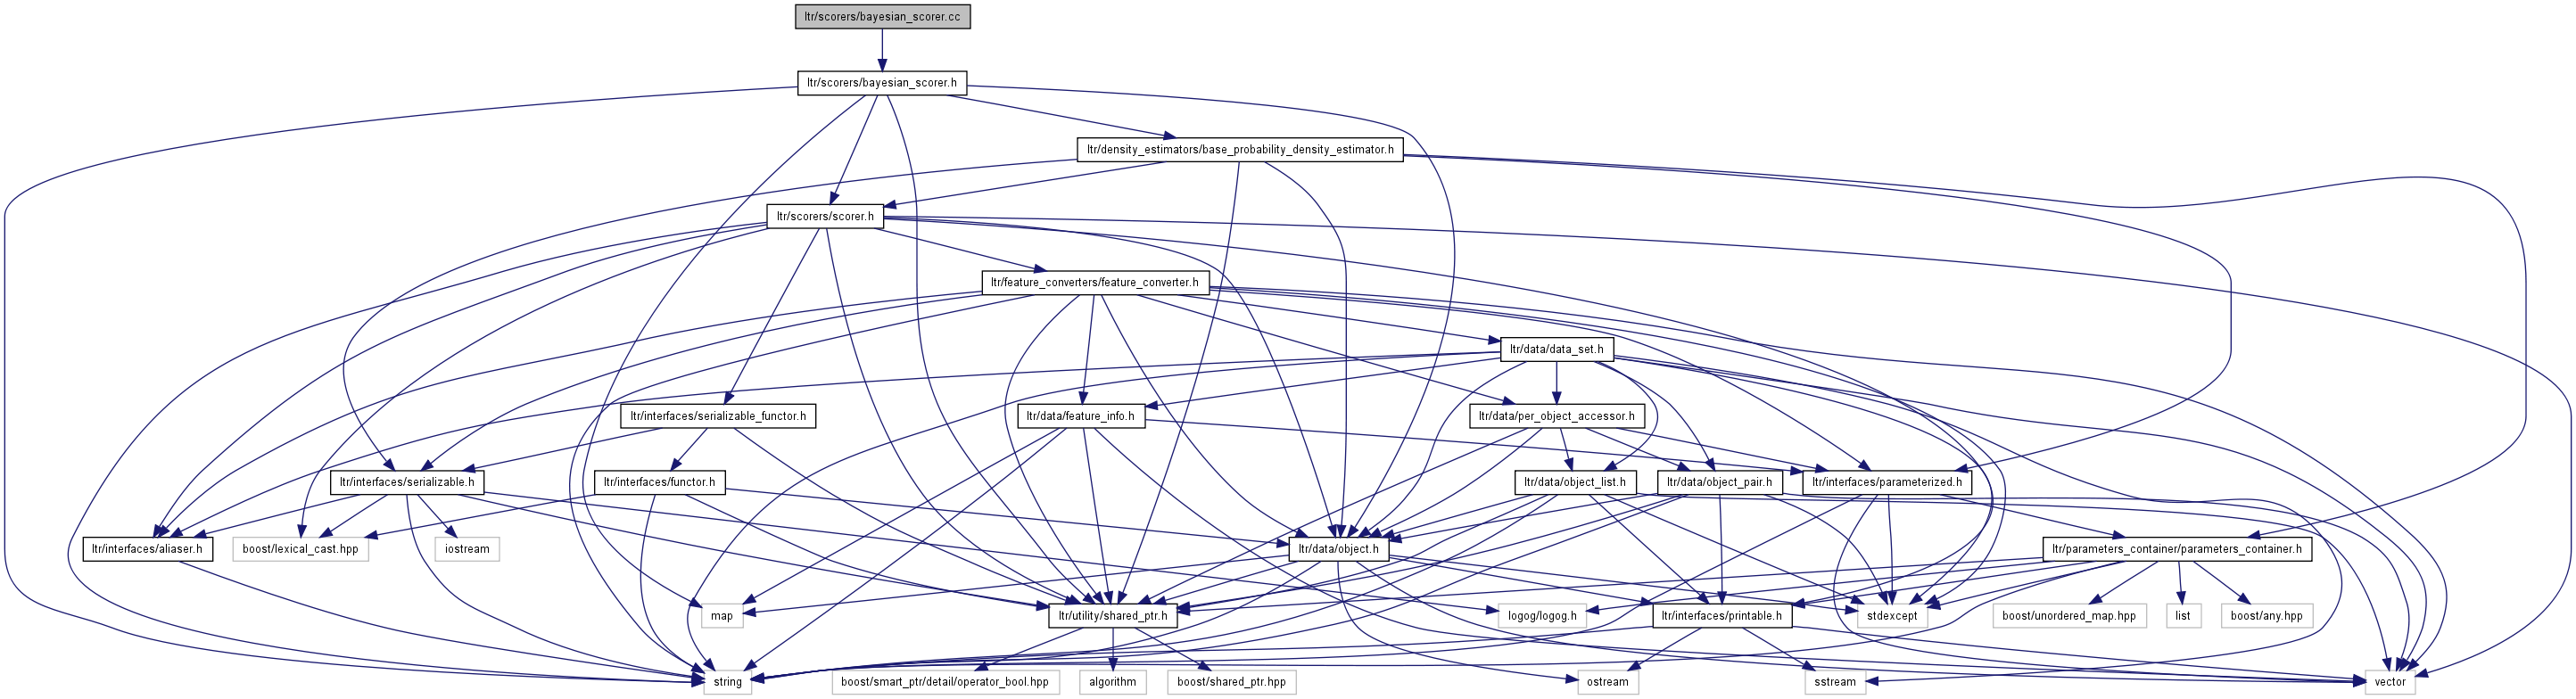 ltr/scorers/bayesian_scorer.cc
ltr/scorers/bayesian_scorer.h
ltr/density_estimators/base_probability_density_estimator.h
ltr/scorers/scorer.h
ltr/feature_converters/feature_converter.h
ltr/data/data_set.h
ltr/interfaces/serializable_functor.h
ltr/data/feature_info.h
ltr/data/per_object_accessor.h
ltr/interfaces/serializable.h
ltr/interfaces/functor.h
ltr/data/object_list.h
ltr/data/object_pair.h
ltr/interfaces/parameterized.h
ltr/interfaces/aliaser.h
boost/lexical_cast.hpp
iostream
ltr/data/object.h
ltr/parameters_container/parameters_container.h
map
ltr/utility/shared_ptr.h
logog/logog.h
ltr/interfaces/printable.h
stdexcept
boost/unordered_map.hpp
list
boost/any.hpp
string
boost/smart_ptr/detail/operator_bool.hpp
algorithm
boost/shared_ptr.hpp
ostream
sstream
vector